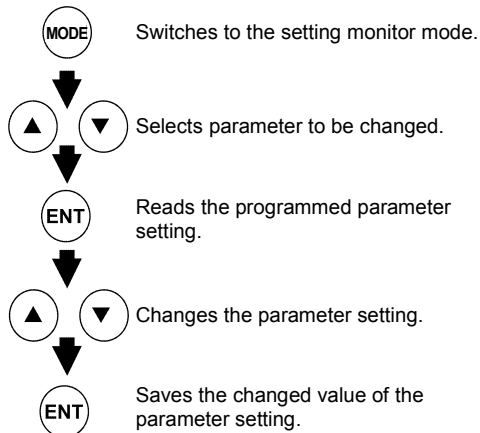 MODE Switches to the setting monitor mode.
▲ ▼ Selects parameter to be changed.
ENT Reads the programmed parameter
setting.
▲ ▼ Changes the parameter setting.
ENT Saves the changed value of the
parameter setting.